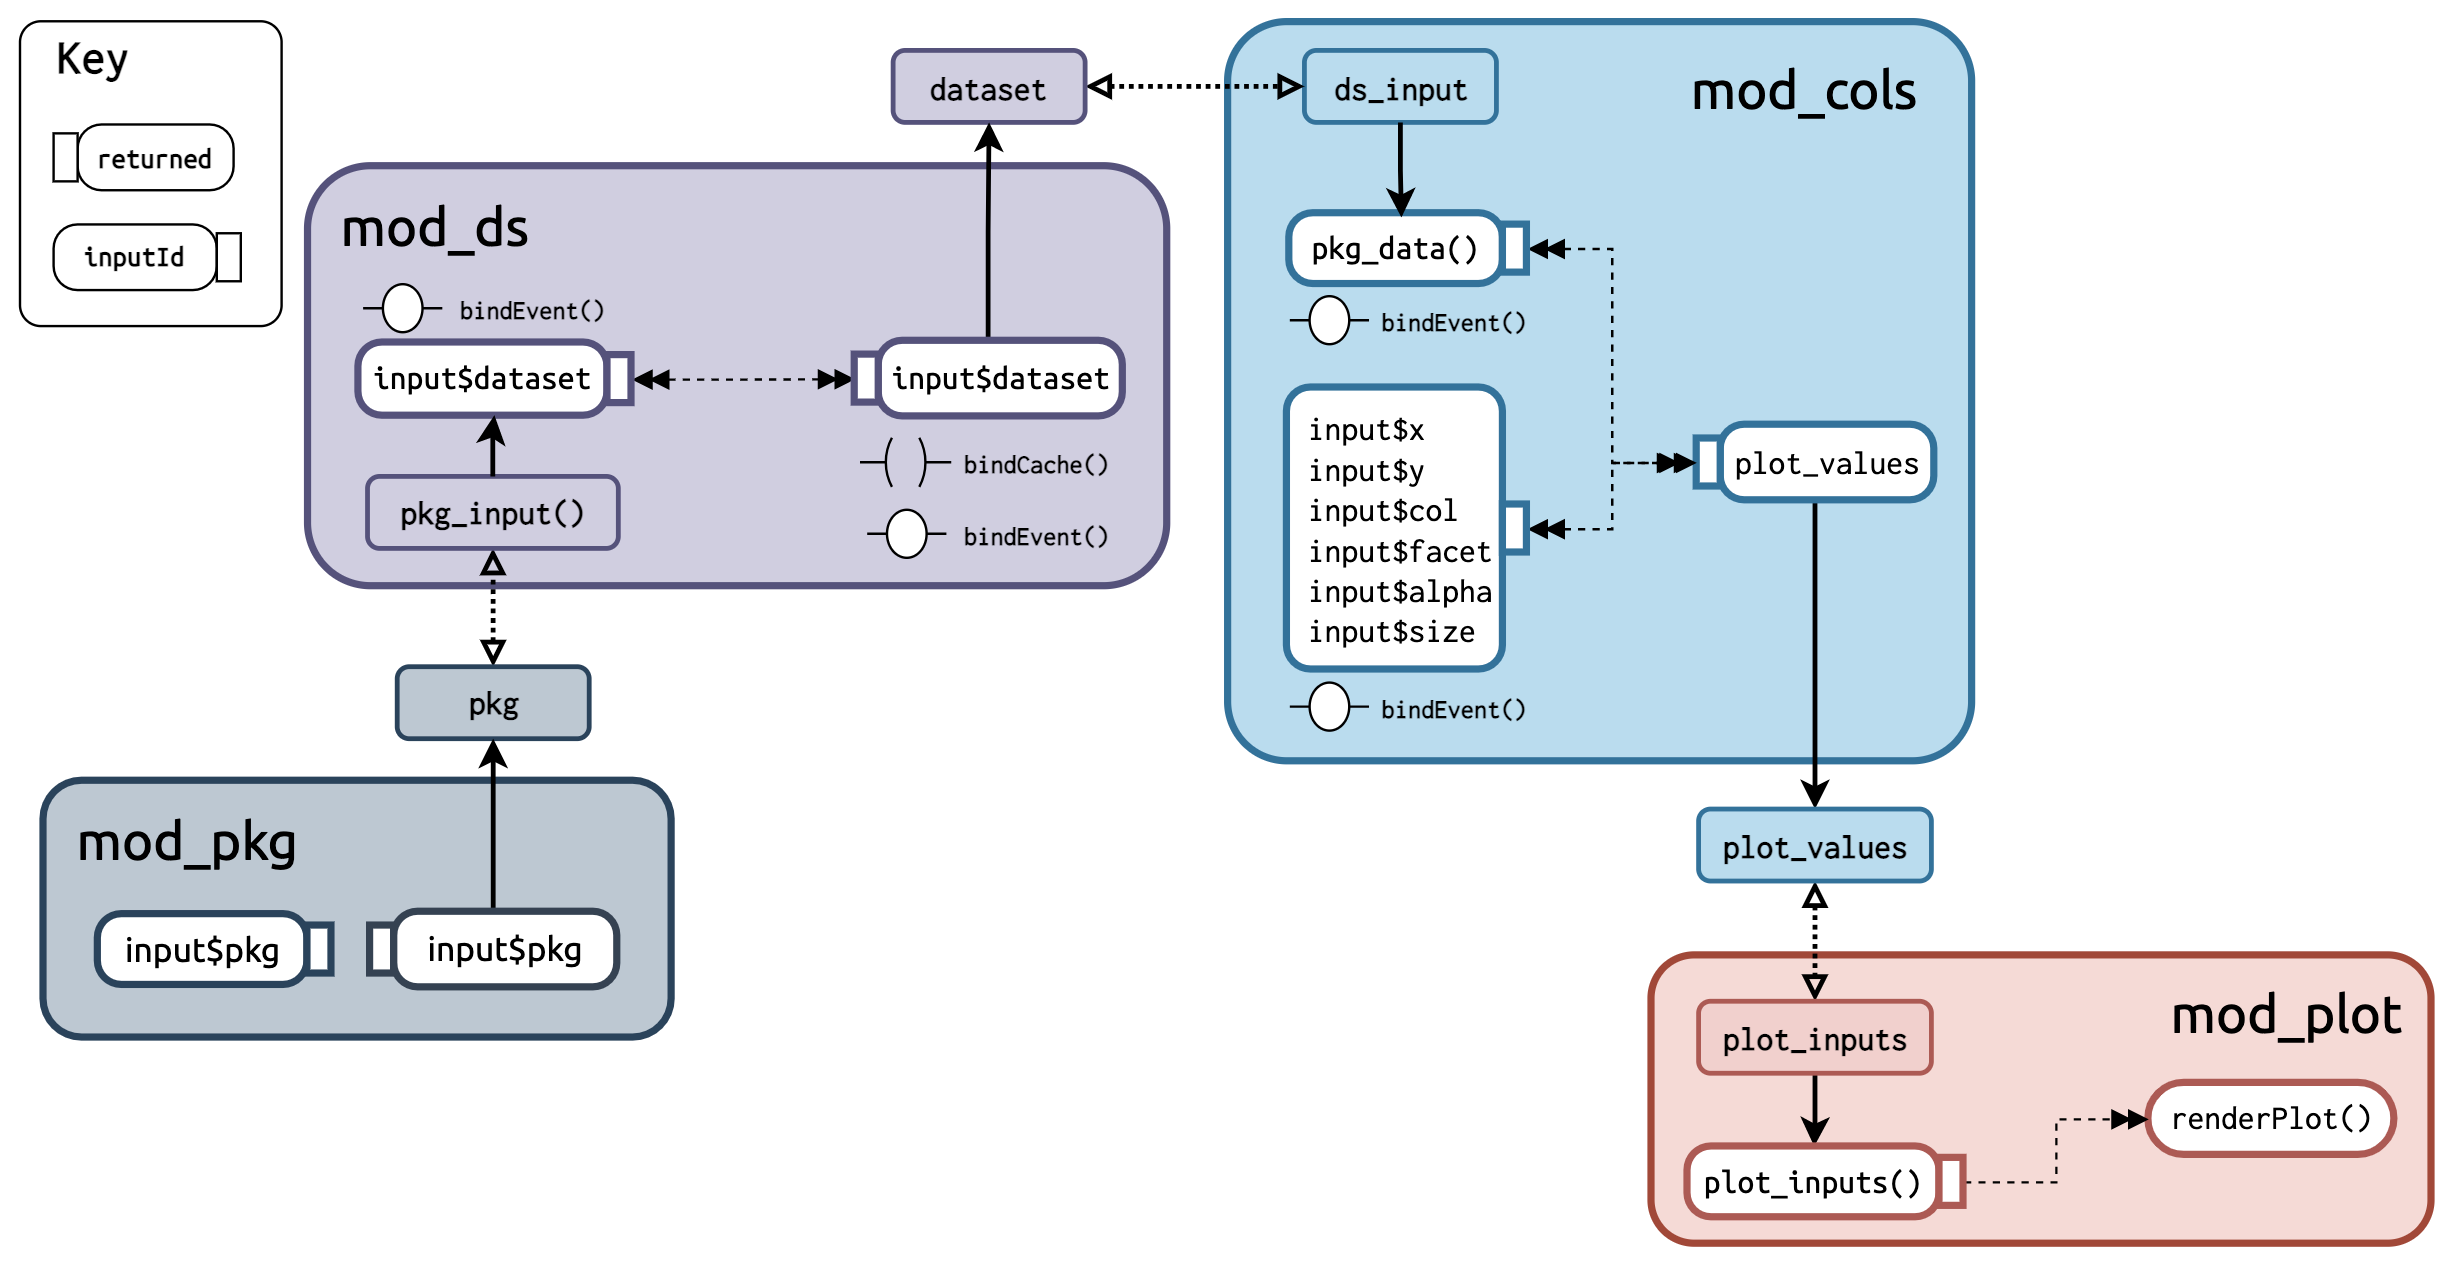 Key
returned
inputId
mod_ds
bindEvent()
input$dataset
pkg_input()
input$dataset
bindCache()
bindEvent()
dataset
pkg
mod_pkg
input$pkg
input$pkg
ds_input
mod_cols
pkg_data()
bindEvent()
input$x
input$y
input$col
input$facet
input$alpha
input$size
bindEvent()
plot_values
plot_values
mod_plot
plot_inputs
plot_inputs()
renderPlot()